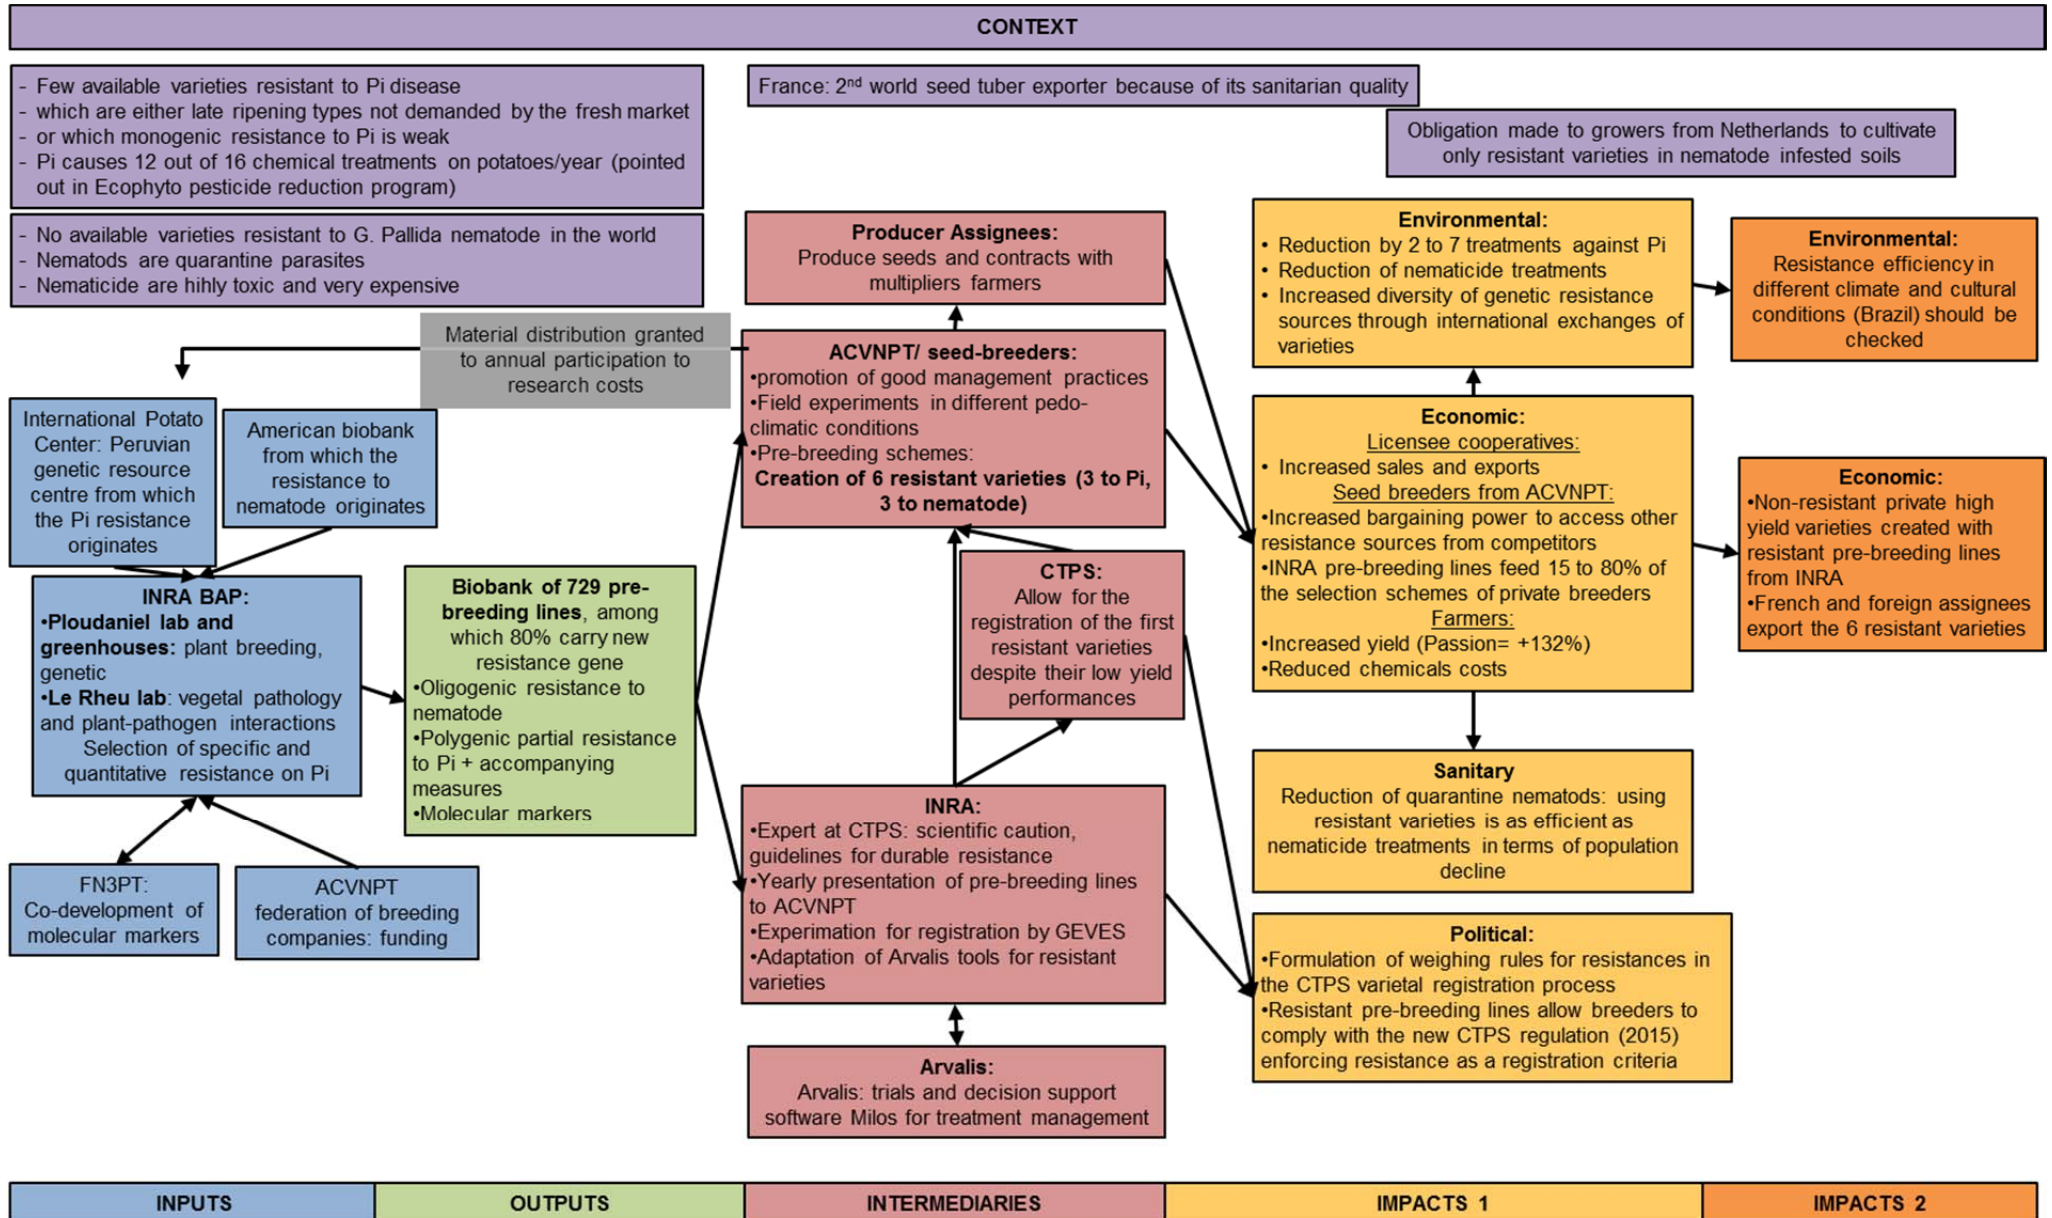 CONTEXT
- Few available varieties resistant to Pi disease
- which are either late ripening types not demanded by the fresh market
- or which monogenic resistance to Pi is weak
- Pi causes 12 out of 16 chemical treatments on potatoes/year (pointed
out in Ecophyto pesticide reduction program)
- No available varieties resistant to G. Pallida nematode in the world
- Nematods are quarantine parasites
- Nematicide are hihly toxic and very expensive
France: 2nd world seed tuber exporter because of its sanitarian quality
Obligation made to growers from Netherlands to cultivate
only resistant varieties in nematode infested soils
Material distribution granted
to annual participation to
research costs
International Potato
Center: Peruvian
genetic resource
centre from which
the Pi resistance
originates
American biobank
from which the
resistance to
nematode originates
INRA BAP:
•Ploudaniel lab and
greenhouses: plant breeding,
genetic
•Le Rheu lab: vegetal pathology
and plant-pathogen interactions
Selection of specific and
quantitative resistance on Pi
FN3PT:
Co-development of
molecular markers
ACVNPT
federation of breeding
companies: funding
Biobank of 729 pre-
breeding lines, among
which 80% carry new
resistance gene
•Oligogenic resistance to
nematode
•Polygenic partial resistance
to Pi + accompanying
measures
•Molecular markers
Producer Assignees:
Produce seeds and contracts with
multipliers farmers
ACVNPT/ seed-breeders:
•promotion of good management practices
•Field experiments in different pedo-
climatic conditions
•Pre-breeding schemes:
Creation of 6 resistant varieties (3 to Pi,
3 to nematode)
CTPS:
Allow for the
registration of the first
resistant varieties
despite their low yield
performances
INRA:
•Expert at CTPS: scientific caution,
guidelines for durable resistance
•Yearly presentation of pre-breeding lines
to ACVNPT
•Experimation for registration by GEVES
•Adaptation of Arvalis tools for resistant
varieties
Arvalis:
Arvalis: trials and decision support
software Milos for treatment management
Environmental:
• Reduction by 2 to 7 treatments against Pi
• Reduction of nematicide treatments
• Increased diversity of genetic resistance
sources through international exchanges of
varieties
Economic:
Licensee cooperatives:
• Increased sales and exports
Seed breeders from ACVNPT:
•Increased bargaining power to access other
resistance sources from competitors
•INRA pre-breeding lines feed 15 to 80% of
the selection schemes of private breeders
Farmers:
•Increased yield (Passion= +132%)
•Reduced chemicals costs
Sanitary
Reduction of quarantine nematods: using
resistant varieties is as efficient as
nematicide treatments in terms of population
decline
Political:
•Formulation of weighing rules for resistances in
the CTPS varietal registration process
•Resistant pre-breeding lines allow breeders to
comply with the new CTPS regulation (2015)
enforcing resistance as a registration criteria
Environmental:
Resistance efficiency in
different climate and cultural
conditions (Brazil) should be
checked
Economic:
•Non-resistant private high
yield varieties created with
resistant pre-breeding lines
from INRA
•French and foreign assignees
export the 6 resistant varieties
INPUTS
OUTPUTS
INTERMEDIARIES
IMPACTS 1
IMPACTS 2